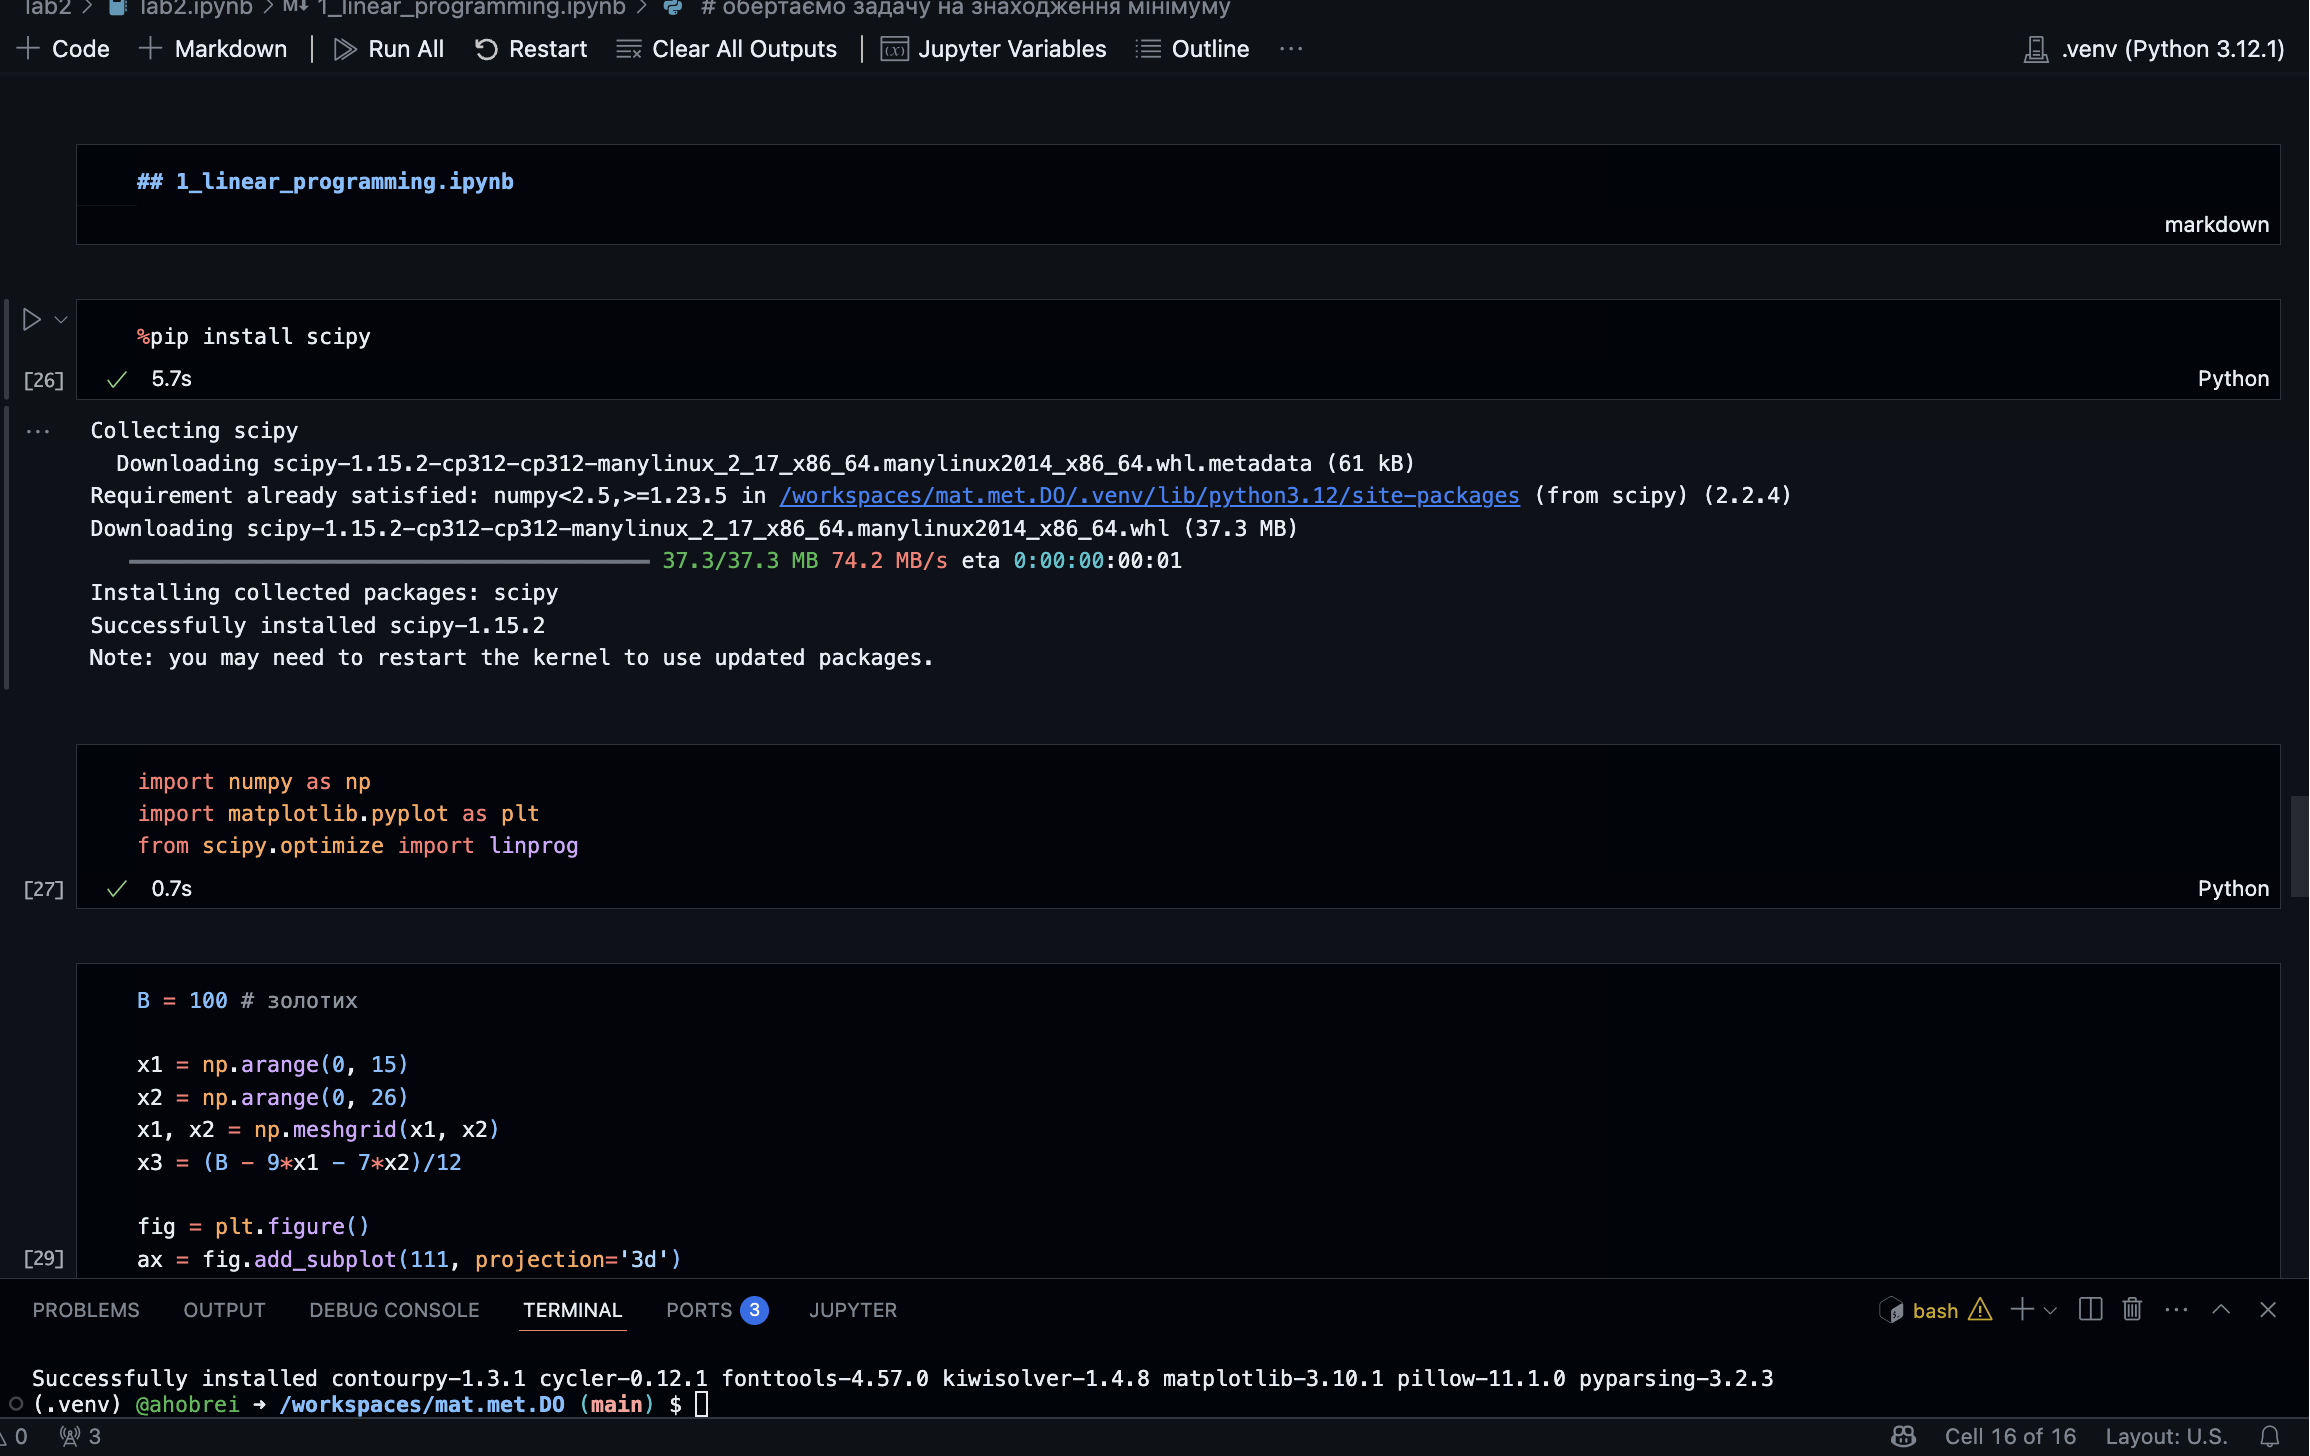 lab2 > lab2.ipynb > M↓ 1_linear_programming.ipynb > # обертаємо задачу на знаходження мінімуму
+ Code + Markdown | Run All Restart Clear All Outputs | Jupyter Variables Outline ··· .venv (Python 3.12.1)
## 1_linear_programming.ipynb
markdown
%pip install scipy
[26] ✓ 5.7s Python
Collecting scipy
Downloading scipy-1.15.2-cp312-cp312-manylinux_2_17_x86_64.manylinux2014_x86_64.whl.metadata (61 kB)
Requirement already satisfied: numpy<2.5,>=1.23.5 in /workspaces/mat.met.DO/.venv/lib/python3.12/site-packages (from scipy) (2.2.4)
Downloading scipy-1.15.2-cp312-cp312-manylinux_2_17_x86_64.manylinux2014_x86_64.whl (37.3 MB)
37.3/37.3 MB 74.2 MB/s eta 0:00:00:00:01
Installing collected packages: scipy
Successfully installed scipy-1.15.2
Note: you may need to restart the kernel to use updated packages.
import numpy as np
import matplotlib.pyplot as plt
from scipy.optimize import linprog
[27] ✓ 0.7s Python
B = 100 # золотих
x1 = np.arange(0, 15)
x2 = np.arange(0, 26)
x1, x2 = np.meshgrid(x1, x2)
x3 = (B - 9*x1 - 7*x2)/12
fig = plt.figure()
[29] ax = fig.add_subplot(111, projection='3d')
PROBLEMS OUTPUT DEBUG CONSOLE TERMINAL PORTS 3 JUPYTER bash
Successfully installed contourpy-1.3.1 cycler-0.12.1 fonttools-4.57.0 kiwisolver-1.4.8 matplotlib-3.10.1 pillow-11.1.0 pyparsing-3.2.3
(.venv) @ahobrei ➜ /workspaces/mat.met.DO (main) $
0 3 Cell 16 of 16 Layout: U.S.